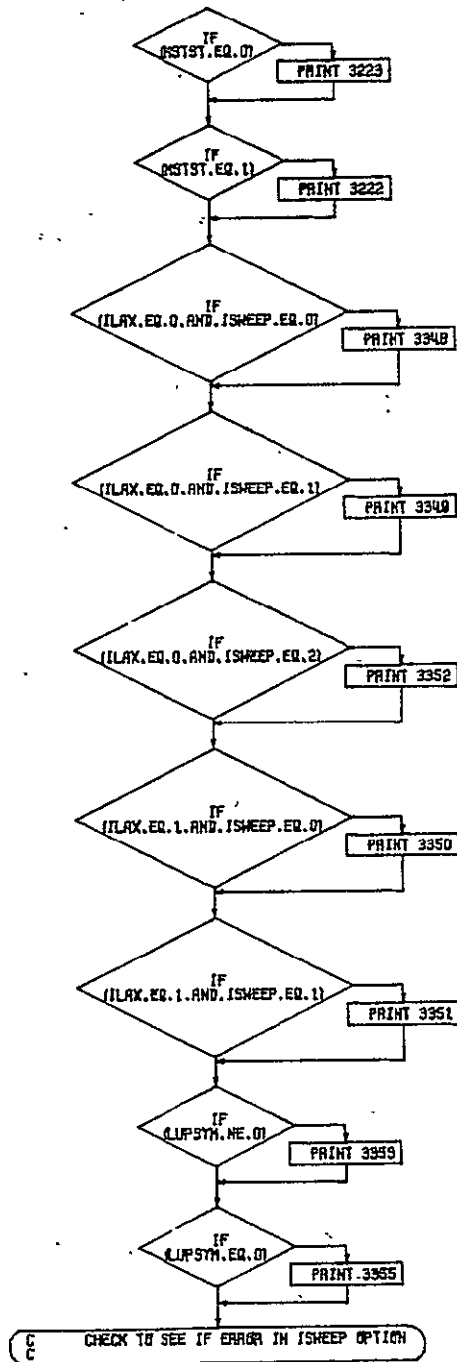 IF
(MSTST.EQ.0)
PRINT 3223
IF
(MSTST.EQ.1)
PRINT 3222
IF
(ILAX.EQ.0.AND.ISWEEP.EQ.0)
PRINT 3348
IF
(ILAX.EQ.0.AND.ISWEEP.EQ.1)
PRINT 3349
IF
(ILAX.EQ.0.AND.ISWEEP.EQ.2)
PRINT 3352
IF
(ILAX.EQ.1.AND.ISWEEP.EQ.0)
PRINT 3350
IF
(ILAX.EQ.1.AND.ISWEEP.EQ.1)
PRINT 3351
IF
(LUPSYM.NE.0)
PRINT
IF
(LUPSYM.EQ.0)
PRINT 3355
C CHECK TO SEE IF ERROR IN ISWEEP OPTION
C